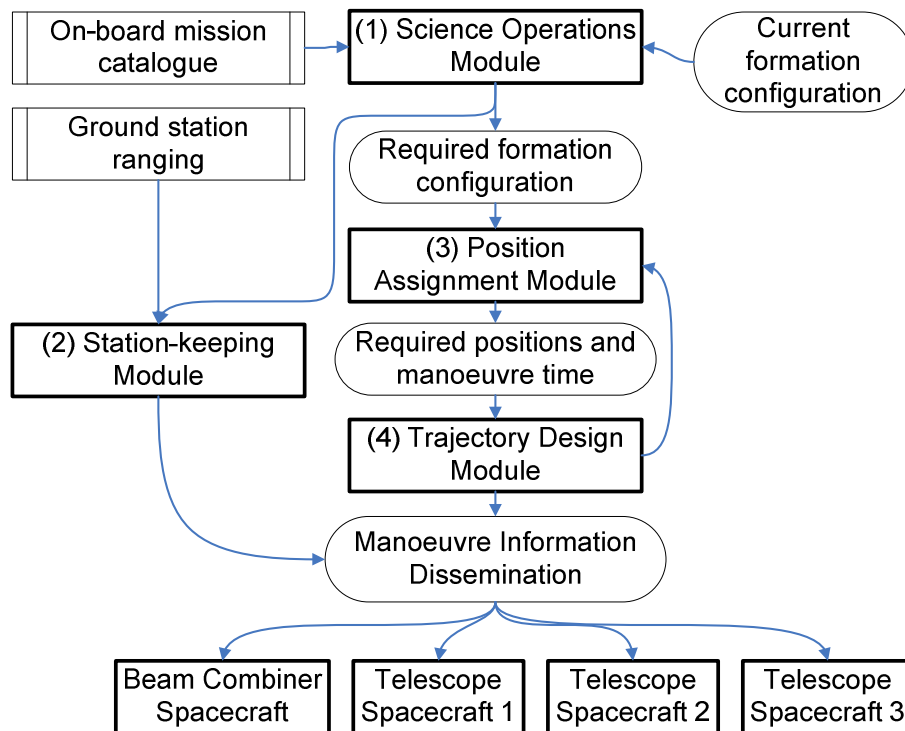 On-board mission
catalogue
(1) Science Operations
Module
Current
formation
configuration
Ground station
ranging
Required formation
configuration
(3) Position
Assignment Module
(2) Station-keeping
Module
Required positions and
manoeuvre time
(4) Trajectory Design
Module
Manoeuvre Information
Dissemination
Beam Combiner
Spacecraft
Telescope
Spacecraft 1
Telescope
Spacecraft 2
Telescope
Spacecraft 3